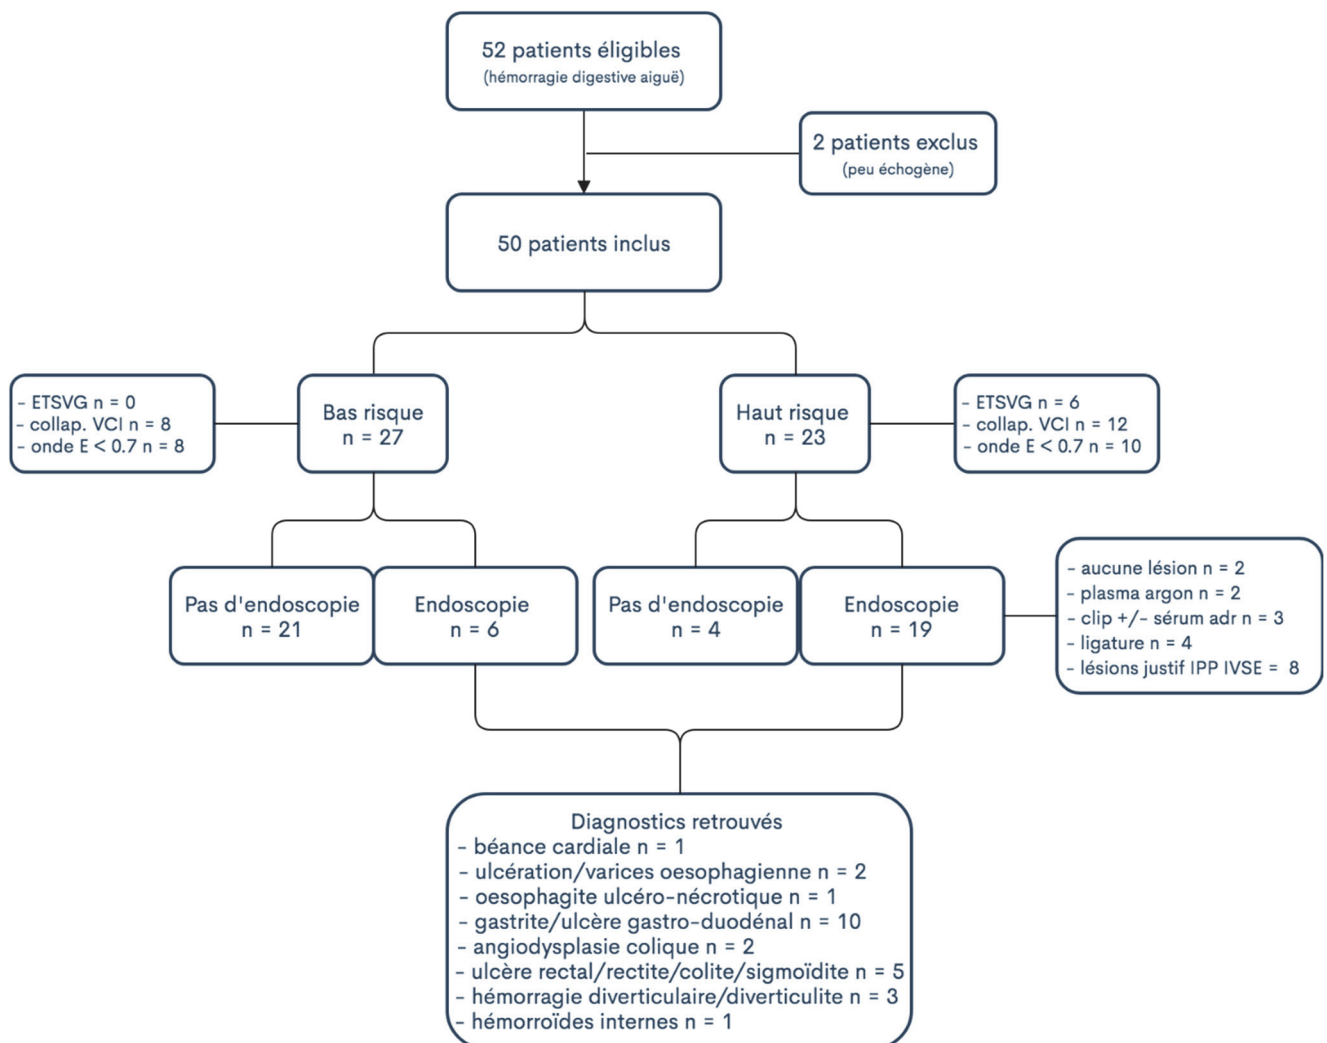 52 patients éligibles
(hémorragie digestive aiguë)
2 patients exclus
(peu échogène)
50 patients inclus
- ETSVG n = 0
- collap. VCI n = 8
- onde E < 0.7 n = 8
Bas risque
n = 27
Haut risque
n = 23
- ETSVG n = 6
- collap. VCI n = 12
- onde E < 0.7 n = 10
Pas d'endoscopie
n = 21
Endoscopie
n = 6
Pas d'endoscopie
n = 4
Endoscopie
n = 19
- aucune lésion n = 2
- plasma argon n = 2
- clip +/- sérum adr n = 3
- ligature n = 4
- lésions justif IPP IVSE = 8
Diagnostics retrouvés
- béance cardiale n = 1
- ulcération/varices oesophagienne n = 2
- oesophagite ulcéro-nécrotique n = 1
- gastrite/ulcère gastro-duodénal n = 10
- angiodysplasie colique n = 2
- ulcère rectal/rectite/colite/sigmoïdite n = 5
- hémorragie diverticulaire/diverticulite n = 3
- hémorroïdes internes n = 1